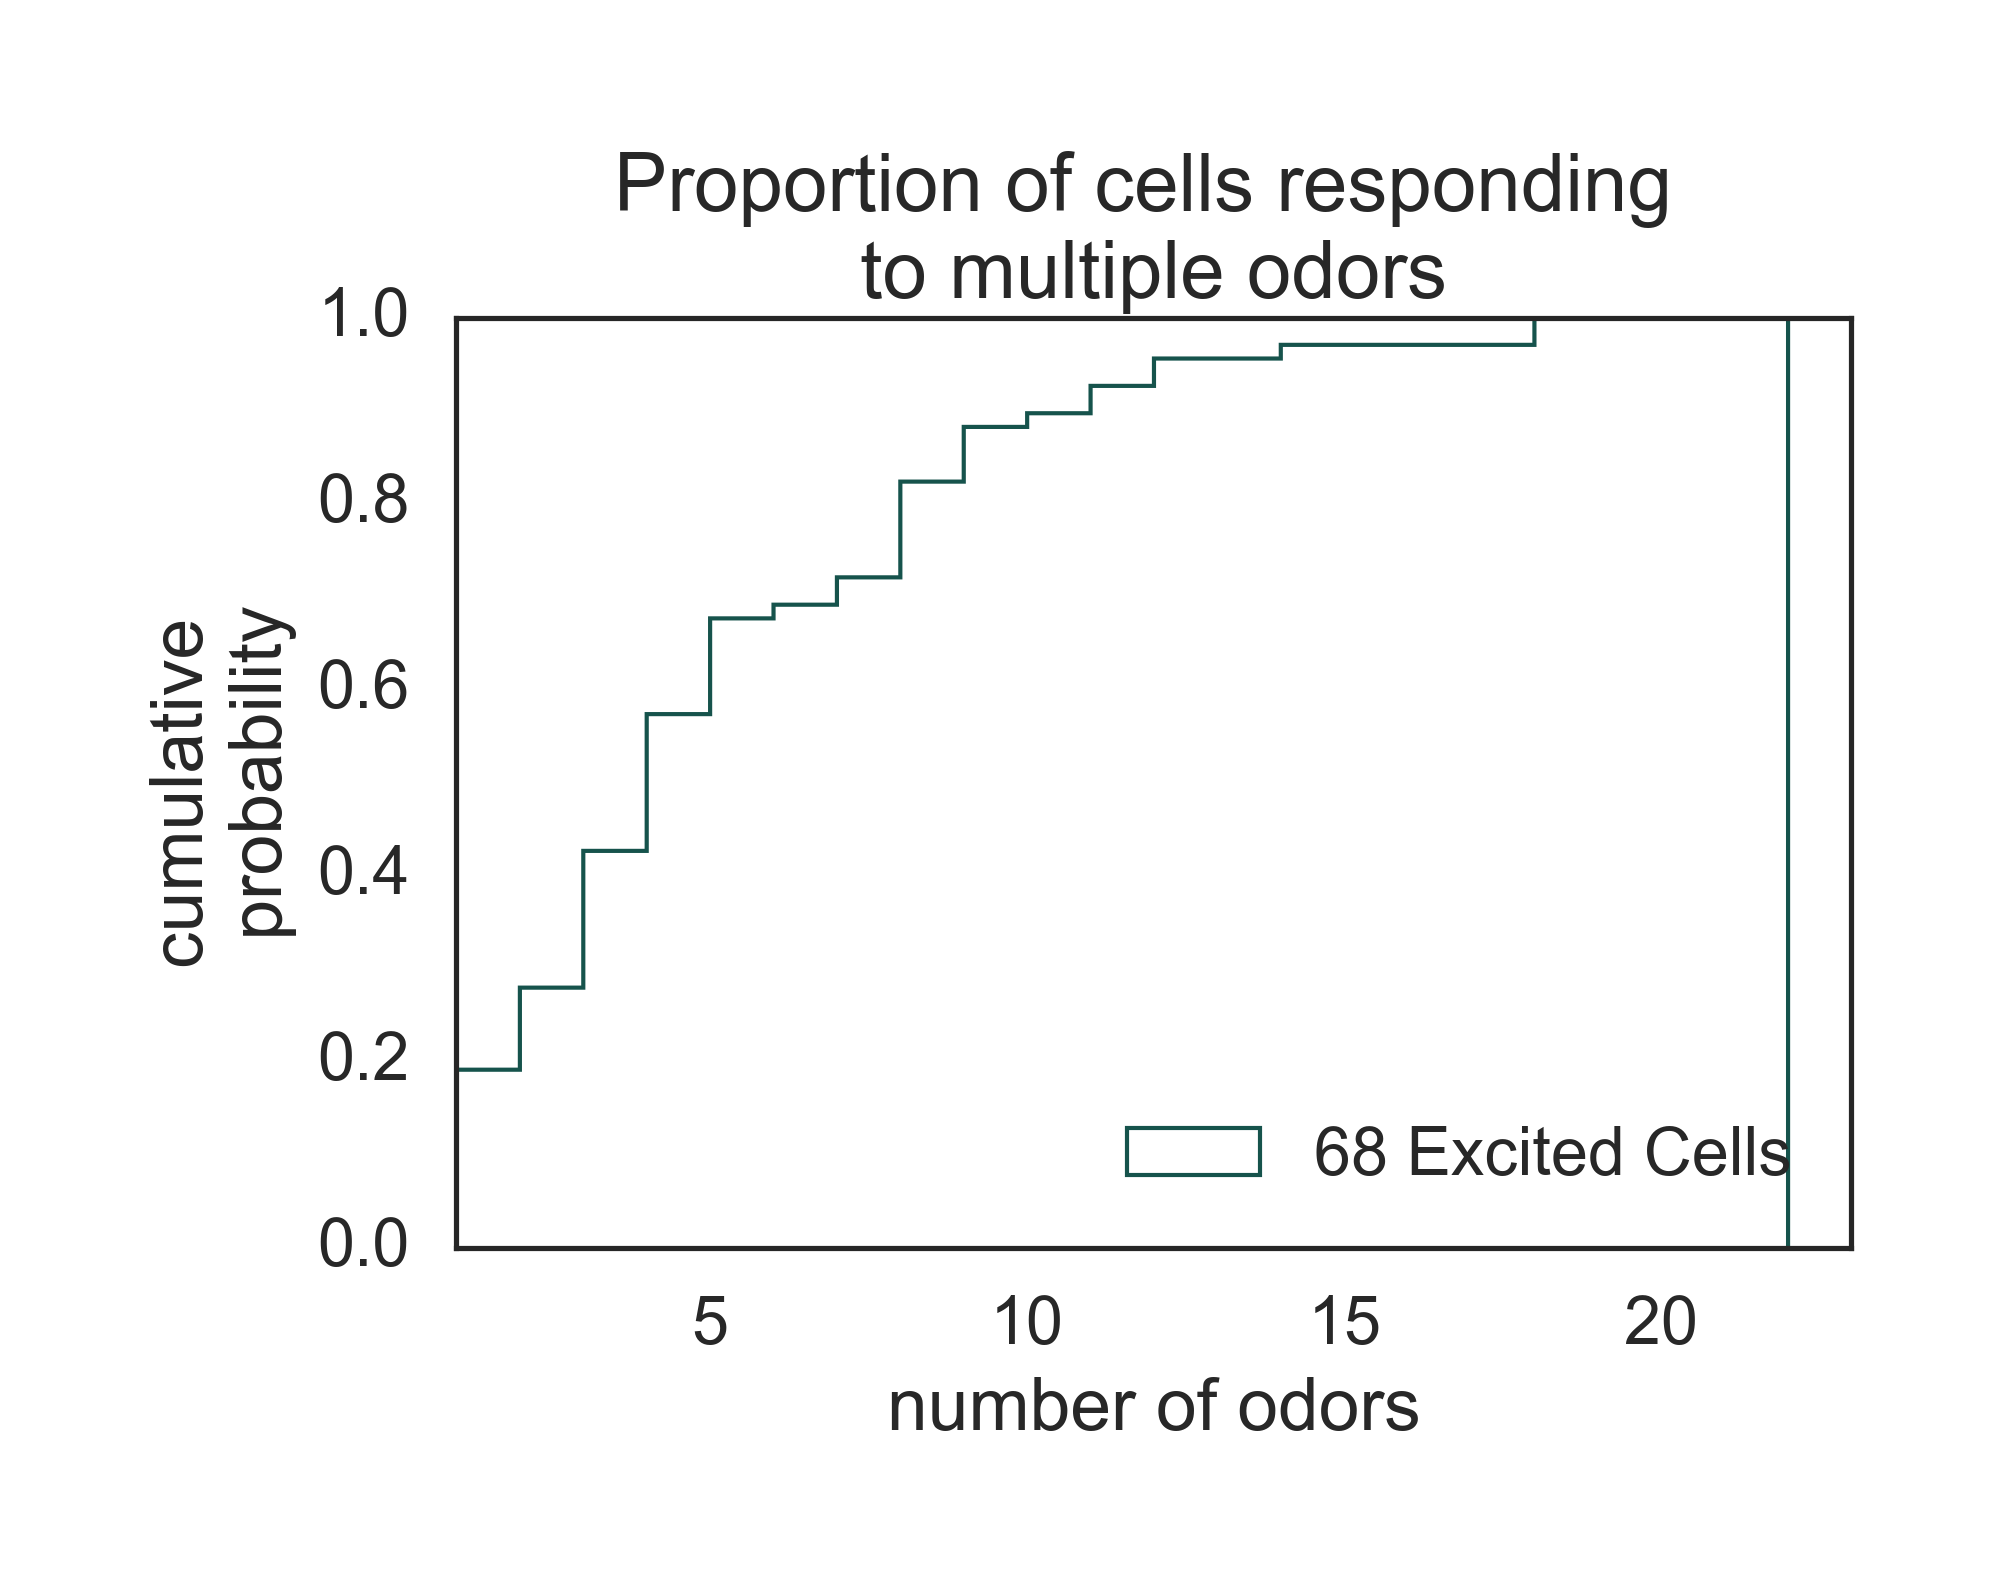 Proportion of cells responding
to multiple odors
1.0
0.8
0.6
0.4
0.2
0.0
cumulative
probability
68 Excited Cells
5 10 15 20
number of odors